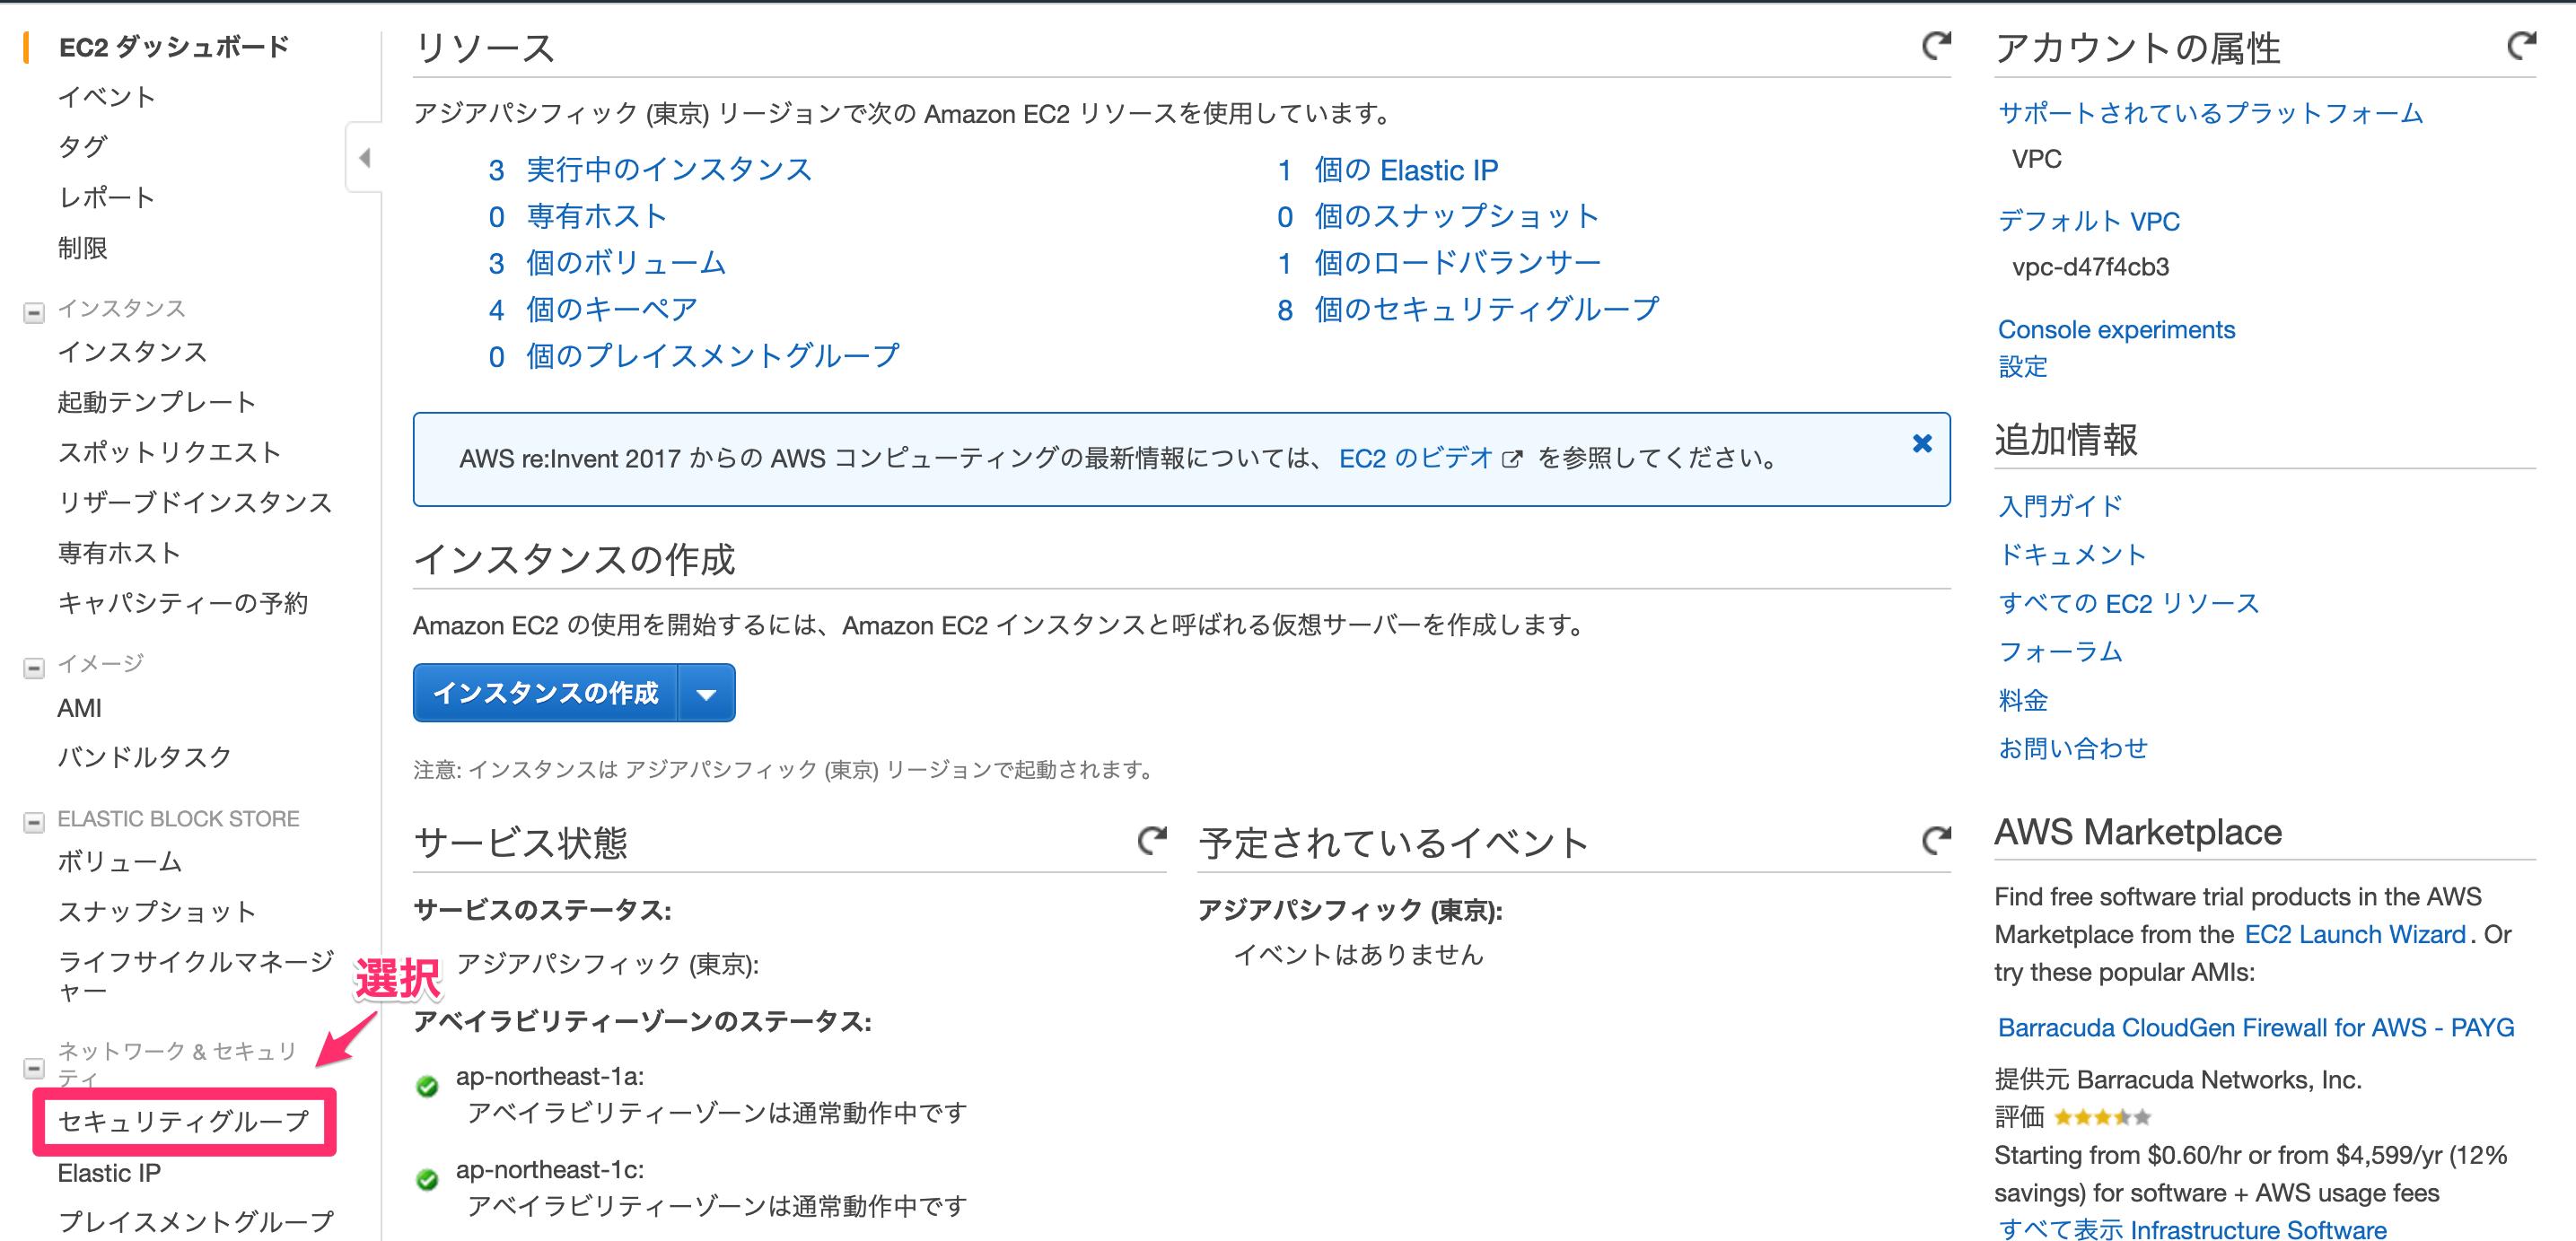 EC2 ダッシュボード
イベント
タグ
レポート
制限
インスタンス
インスタンス
起動テンプレート
スポットリクエスト
リザーブドインスタンス
専有ホスト
キャパシティーの予約
イメージ
AMI
バンドルタスク
ELASTIC BLOCK STORE
ボリューム
スナップショット
ライフサイクルマネージ
ャー
選択
ネットワーク & セキュリ
ティ
セキュリティグループ
Elastic IP
プレイスメントグループ
リソース
アジアパシフィック (東京) リージョンで次の Amazon EC2 リソースを使用しています。
3 実行中のインスタンス
0 専有ホスト
3 個のボリューム
4 個のキーペア
0 個のプレイスメントグループ
1 個の Elastic IP
0 個のスナップショット
1 個のロードバランサー
8 個のセキュリティグループ
AWS re:Invent 2017 からの AWS コンピューティングの最新情報については、 EC2 のビデオ を参照してください。
インスタンスの作成
Amazon EC2 の使用を開始するには、Amazon EC2 インスタンスと呼ばれる仮想サーバーを作成します。
インスタンスの作成
注意: インスタンスは アジアパシフィック (東京) リージョンで起動されます。
サービス状態
サービスのステータス:
アジアパシフィック (東京):
アベイラビリティーゾーンのステータス:
ap-northeast-1a:
アベイラビリティーゾーンは通常動作中です
ap-northeast-1c:
アベイラビリティーゾーンは通常動作中です
予定されているイベント
アジアパシフィック (東京):
イベントはありません
アカウントの属性
サポートされているプラットフォーム
VPC
デフォルト VPC
vpc-d47f4cb3
Console experiments
設定
追加情報
入門ガイド
ドキュメント
すべての EC2 リソース
フォーラム
料金
お問い合わせ
AWS Marketplace
Find free software trial products in the AWS
Marketplace from the EC2 Launch Wizard. Or
try these popular AMIs:
Barracuda CloudGen Firewall for AWS - PAYG
提供元 Barracuda Networks, Inc.
評価
Starting from $0.60/hr or from $4,599/yr (12%
savings) for software + AWS usage fees
すべて表示 Infrastructure Software